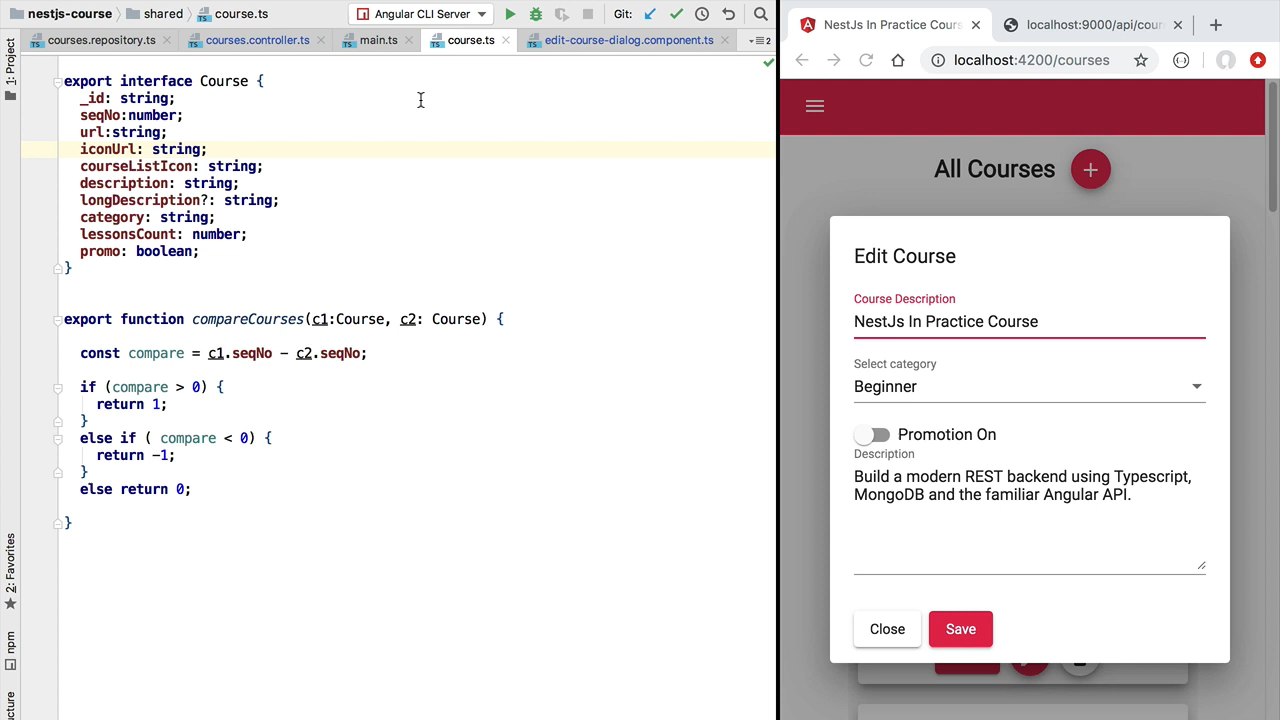 nestjs-course
shared
course.ts
Angular CLI Server
Git:
courses.repository.ts
courses.controller.ts
main.ts
course.ts
edit-course-dialog.component.ts
2
1: Project
export interface Course {
_id: string;
seqNo:number;
url:string;
iconUrl: string;
courseListIcon: string;
description: string;
longDescription?: string;
category: string;
lessonsCount: number;
promo: boolean;
}
export function compareCourses(c1:Course, c2: Course) {
const compare = c1.seqNo - c2.seqNo;
if (compare > 0) {
return 1;
}
else if ( compare < 0) {
return -1;
}
else return 0;
}
2: Favorites
npm
NestJs In Practice Cours
localhost:9000/api/cour
localhost:4200/courses
All Courses
Edit Course
Course Description
NestJs In Practice Course
Select category
Beginner
Promotion On
Description
Build a modern REST backend using Typescript,
MongoDB and the familiar Angular API.
Close
Save